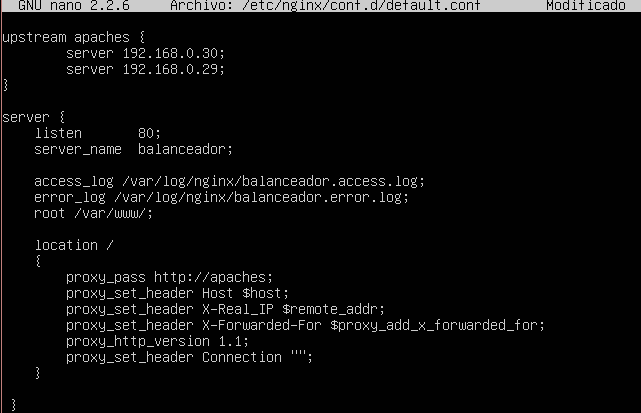 GNU nano 2.2.6 Archivo: /etc/nginx/conf.d/default.conf Modificado
upstream apaches {
server 192.168.0.30;
server 192.168.0.29;
}
server {
listen 80;
server_name balanceador;
access_log /var/log/nginx/balanceador.access.log;
error_log /var/log/nginx/balanceador.error.log;
root /var/www/;
location /
{
proxy_pass http://apaches;
proxy_set_header Host $host;
proxy_set_header X-Real_IP $remote_addr;
proxy_set_header X-Forwarded-For $proxy_add_x_forwarded_for;
proxy_http_version 1.1;
proxy_set_header Connection "";
}
}